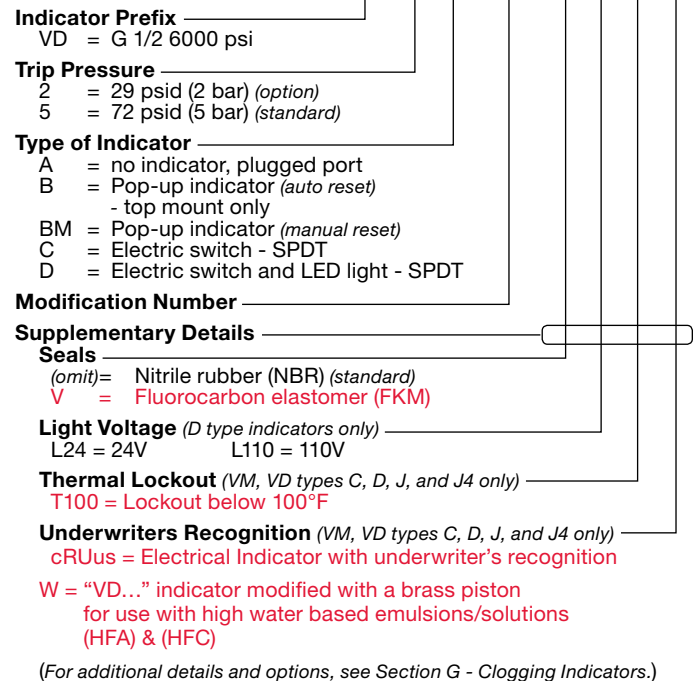 Indicator Prefix
VD = G 1/2 6000 psi
Trip Pressure
2 = 29 psid (2 bar) (option)
5 = 72 psid (5 bar) (standard)
Type of Indicator
A = no indicator, plugged port
B = Pop-up indicator (auto reset)
- top mount only
BM = Pop-up indicator (manual reset)
C = Electric switch - SPDT
D = Electric switch and LED light - SPDT
Modification Number
Supplementary Details
Seals
(omit)= Nitrile rubber (NBR) (standard)
V = Fluorocarbon elastomer (FKM)
Light Voltage (D type indicators only)
L24 = 24V L110 = 110V
Thermal Lockout (VM, VD types C, D, J, and J4 only)
T100 = Lockout below 100°F
Underwriters Recognition (VM, VD types C, D, J, and J4 only)
cRUus = Electrical Indicator with underwriter’s recognition
W = “VD…” indicator modified with a brass piston
for use with high water based emulsions/solutions
(HFA) & (HFC)
(For additional details and options, see Section G - Clogging Indicators.)